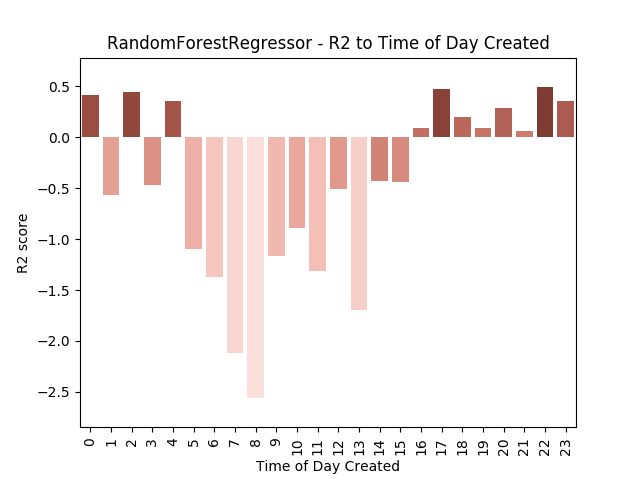 RandomForestRegressor - R2 to Time of Day Created
R2 score
0.5
0.0
−0.5
−1.0
−1.5
−2.0
−2.5
0 1 2 3 4 5 6 7 8 9 10 11 12 13 14 15 16 17 18 19 20 21 22 23
Time of Day Created